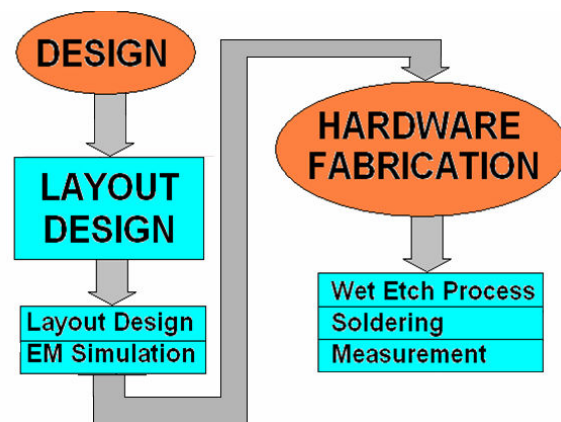 DESIGN
LAYOUT
DESIGN
Layout Design
EM Simulation
HARDWARE
FABRICATION
Wet Etch Process
Soldering
Measurement